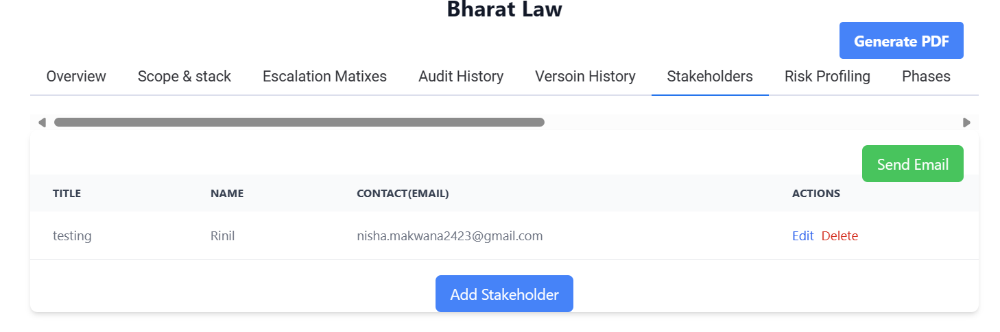 Bharat Law
Generate PDF
Overview Scope & stack Escalation Matixes Audit History Versoin History Stakeholders Risk Profiling Phases
Send Email
TITLE NAME CONTACT(EMAIL) ACTIONS
testing Rinil nisha.makwana2423@gmail.com Edit Delete
Add Stakeholder